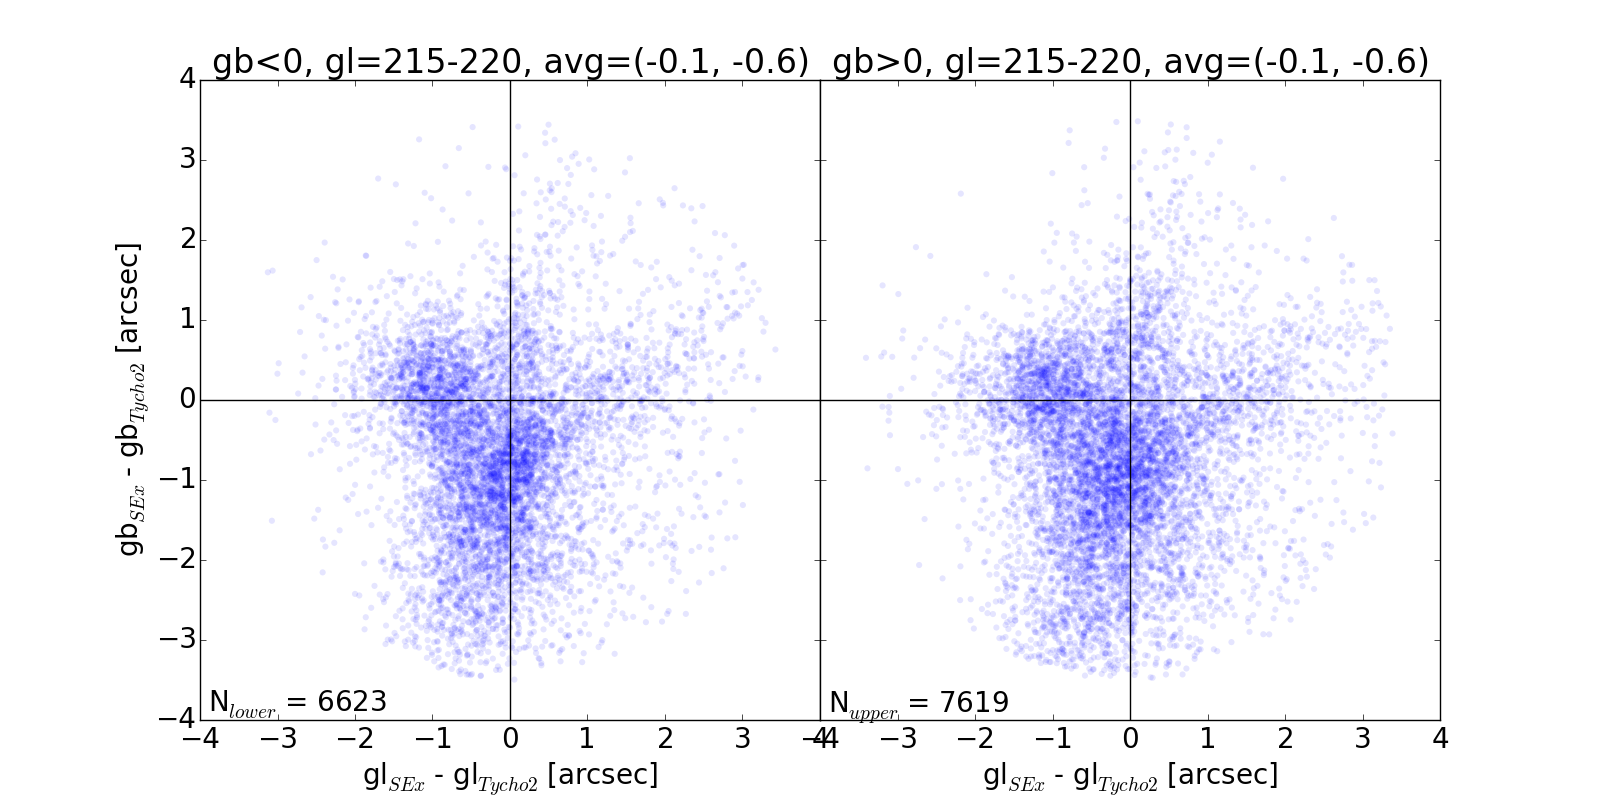 gb<0, gl=215-220, avg=(-0.1, -0.6)
gb>0, gl=215-220, avg=(-0.1, -0.6)
4
3
2
1
0
−1
−2
−3
−4
gb_SEx - gb_Tycho2 [arcsec]
N_lower = 6623
N_upper = 7619
−4 −3 −2 −1 0 1 2 3 4
−4 −3 −2 −1 0 1 2 3 4
gl_SEx - gl_Tycho2 [arcsec]
gl_SEx - gl_Tycho2 [arcsec]